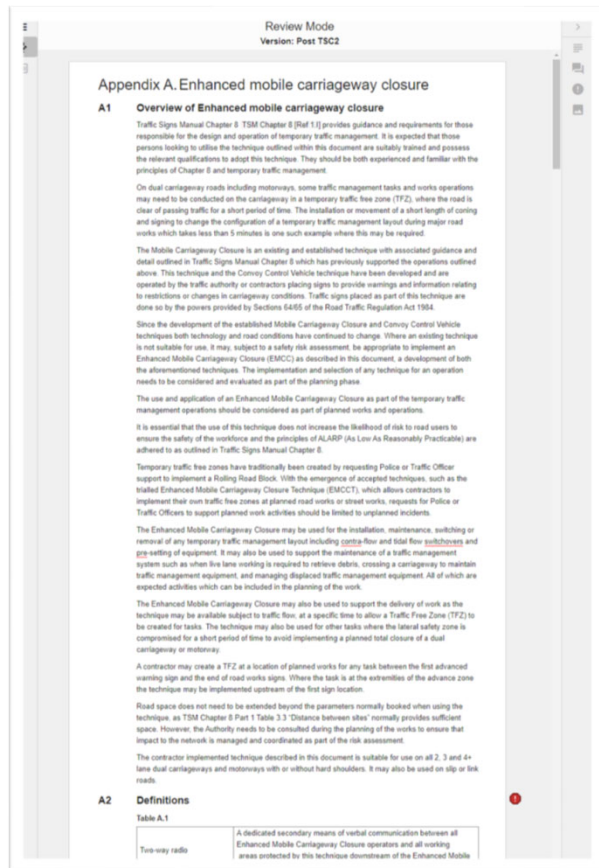 Review Mode
Version: Post TSC2
Appendix A. Enhanced mobile carriageway closure
A1 Overview of Enhanced mobile carriageway closure
Traffic Signs Manual Chapter 8 TSM Chapter 8 [Ref 1.I] provides guidance and requirements for those
responsible for the design and operation of temporary traffic management. It is expected that those
persons looking to utilise the technique outlined within this document are suitably trained and possess
the relevant qualifications to adopt this technique. They should be both experienced and familiar with the
principles of Chapter 8 and temporary traffic management
On dual carriageway roads including motorways, some traffic management tasks and works operations
may need to be conducted on the carriageway in a temporary traffic free zone (TFZ), where the road is
clear of passing traffic for a short period of time. The installation or movement of a short length of coning
and signing to change the configuration of a temporary traffic management layout during major road
works which takes less than 5 minutes is one such example where this may be required.
The Mobile Carriageway Closure is an existing and established technique with associated guidance and
detail outlined in Traffic Signs Manual Chapter 8 which has previously supported the operations outlined
above. This technique and the Convoy Control Vehicle technique have been developed and are
operated by the traffic authority or contractors placing signs to provide warnings and information relating
to restrictions or changes in carriageway conditions. Traffic signs placed as part of this technique are
done so by the powers provided by Sections 64/65 of the Road Traffic Regulation Act 1984.
Since the development of the established Mobile Carriageway Closure and Convoy Control Vehicle
techniques both technology and road conditions have continued to change. Where an existing technique
is not suitable for use, it may, subject to a safety risk assessment, be appropriate to implement an
Enhanced Mobile Carriageway Closure (EMCC) as described in this document, a development of both
the aforementioned techniques. The implementation and selection of any technique for an operation
needs to be considered and evaluated as part of the planning phase.
The use and application of an Enhanced Mobile Carriageway Closure as part of the temporary traffic
management operations should be considered as part of planned works and operations.
It is essential that the use of this technique does not increase the likelihood of risk to road users to
ensure the safety of the workforce and the principles of ALARP (As Low As Reasonably Practicable) are
adhered to as outlined in Traffic Signs Manual Chapter 8.
Temporary traffic free zones have traditionally been created by requesting Police or Traffic Officer
support to implement a Rolling Road Block. With the emergence of accepted techniques, such as the
trialled Enhanced Mobile Carriageway Closure Technique (EMCCT), which allows contractors to
implement their own traffic free zones at planned road works or street works, requests for Police or
Traffic Officers to support planned work activities should be limited to unplanned incidents.
The Enhanced Mobile Carriageway Closure may be used for the installation, maintenance, switching or
removal of any temporary traffic management layout including contra-flow and tidal flow switchovers and
pre-setting of equipment. It may also be used to support the maintenance of a traffic management
system such as when live lane working is required to retrieve debris, crossing a carriageway to maintain
traffic management equipment, and managing displaced traffic management equipment. All of which are
expected activities which can be included in the planning of the work.
The Enhanced Mobile Carriageway Closure may also be used to support the delivery of work as the
technique may be available subject to traffic flow, at a specific time to allow a Traffic Free Zone (TFZ) to
be created for tasks. The technique may also be used for other tasks where the lateral safety zone is
compromised for a short period of time to avoid implementing a planned total closure of a dual
carriageway or motorway.
A contractor may create a TFZ at a location of planned works for any task between the first advanced
warning sign and the end of road works signs. Where the task is at the extremities of the advance zone
the technique may be implemented upstream of the first sign location.
Road space does not need to be extended beyond the parameters normally booked when using the
technique, as TSM Chapter 8 Part 1 Table 3.3 "Distance between sites" normally provides sufficient
space. However, the Authority needs to be consulted during the planning of the works to ensure that
impact to the network is managed and coordinated as part of the risk assessment.
The contractor implemented technique described in this document is suitable for use on all 2, 3 and 4+
lane dual carriageways and motorways with or without hard shoulders. It may also be used on slip or link
roads.
A2 Definitions
Table A.1
A dedicated secondary means of verbal communication between all
Two-way radio Enhanced Mobile Carriageway Closure operators and all working
areas protected by this technique downstream of the Enhanced Mobile